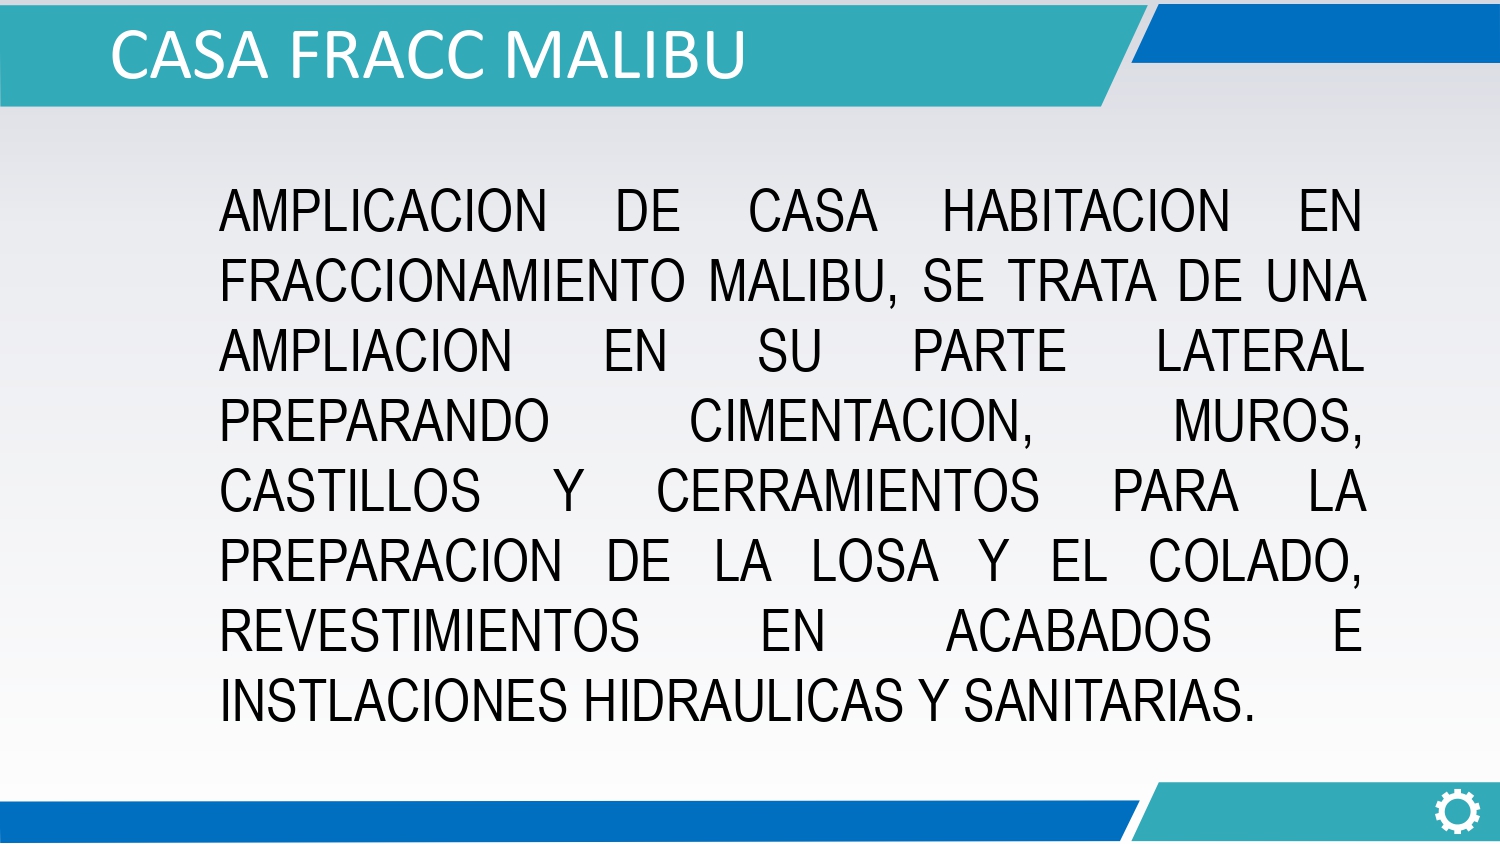 CASA FRACC MALIBU
AMPLICACION DE CASA HABITACION EN
FRACCIONAMIENTO MALIBU, SE TRATA DE UNA
AMPLIACION EN SU PARTE LATERAL
PREPARANDO CIMENTACION, MUROS,
CASTILLOS Y CERRAMIENTOS PARA LA
PREPARACION DE LA LOSA Y EL COLADO,
REVESTIMIENTOS EN ACABADOS E
INSTLACIONES HIDRAULICAS Y SANITARIAS.